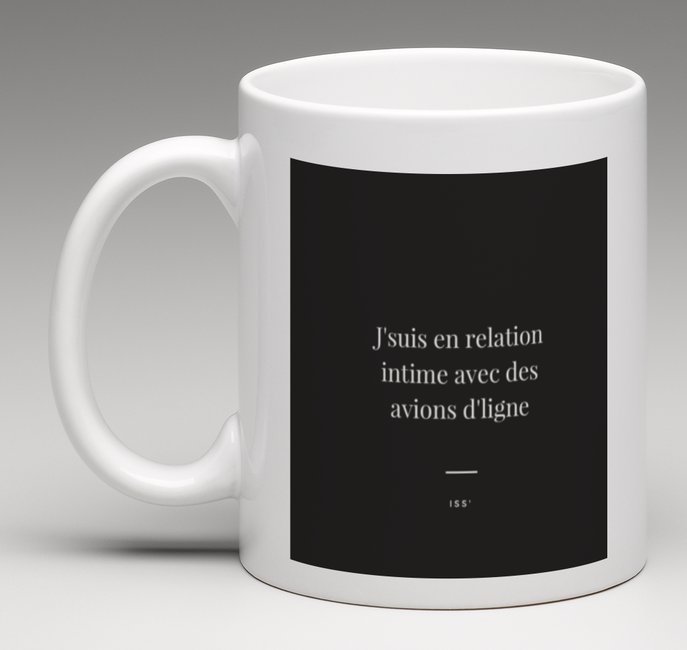 J'suis en relation
intime avec des
avions d'ligne
ISS'